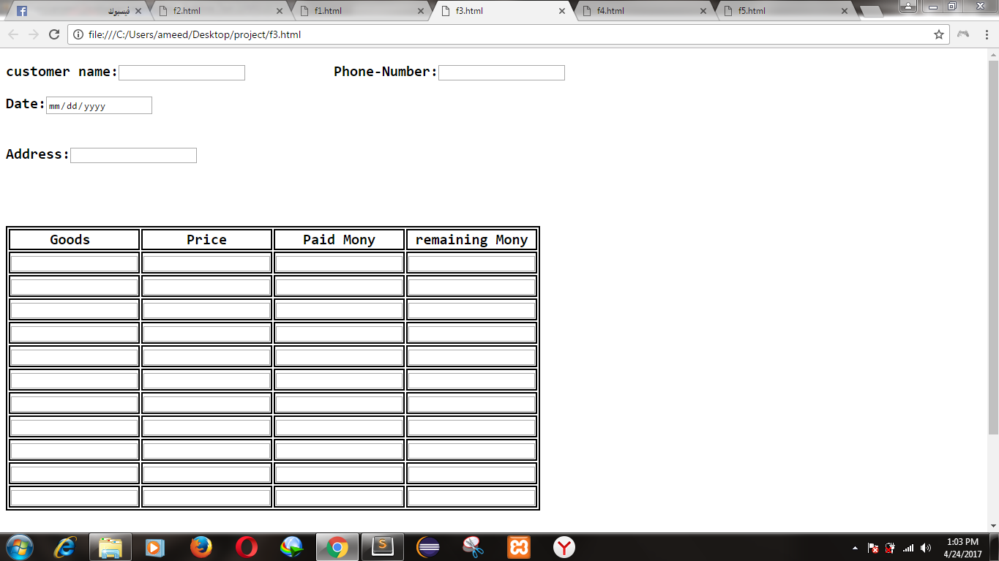 فيسبوك f2.html f1.html f3.html f4.html f5.html
file:///C:/Users/ameed/Desktop/project/f3.html
customer name: Phone-Number:
Date: mm/dd/yyyy
Address:
Goods Price Paid Mony remaining Mony
1:03 PM
4/24/2017